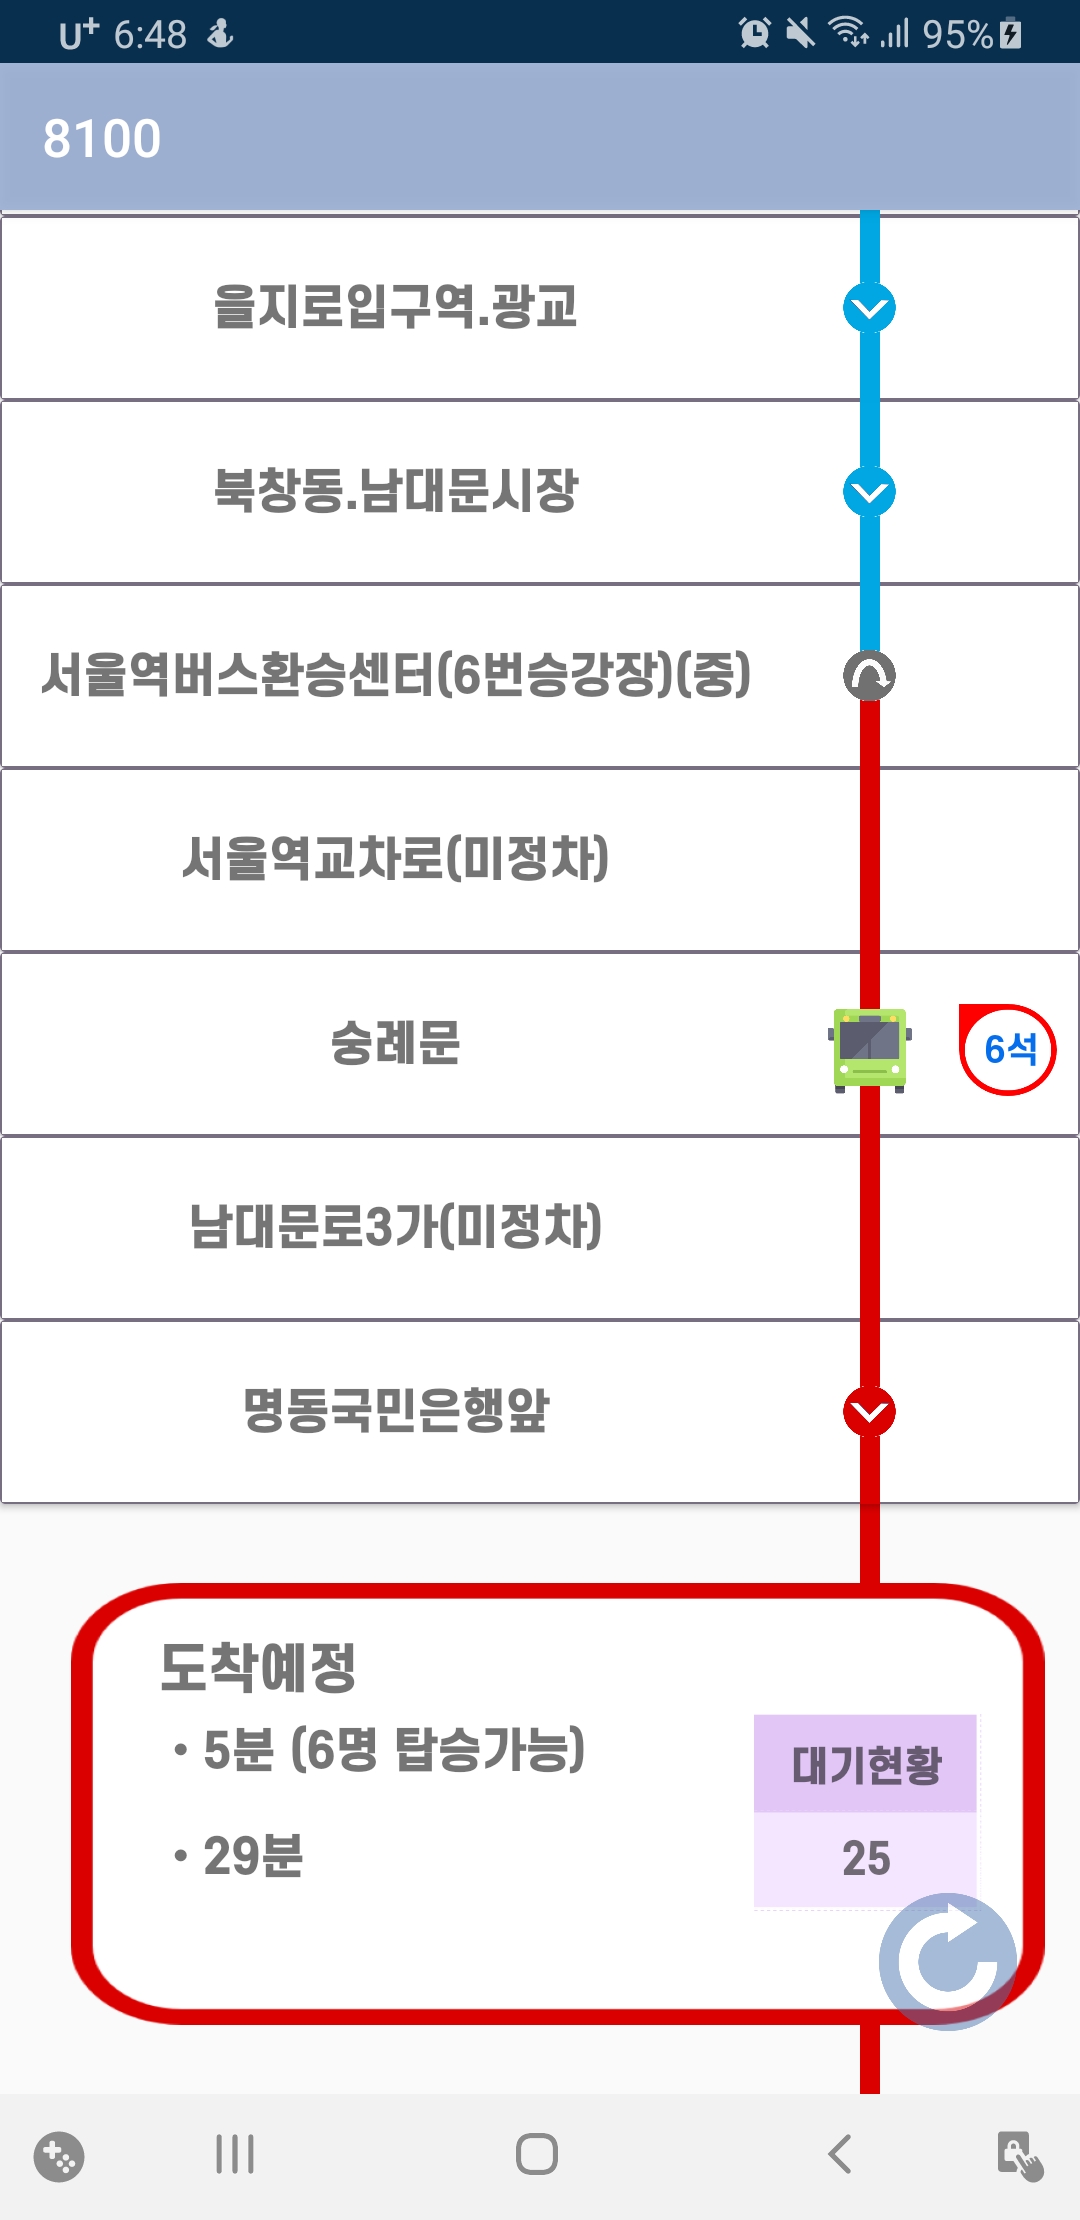 U+ 6:48 95%
8100
을지로입구역.광교
북창동.남대문시장
서울역버스환승센터(6번승강장)(중)
서울역교차로(미정차)
숭례문
6석
남대문로3가(미정차)
명동국민은행앞
도착예정
• 5분 (6명 탑승가능)
대기현황
• 29분
25